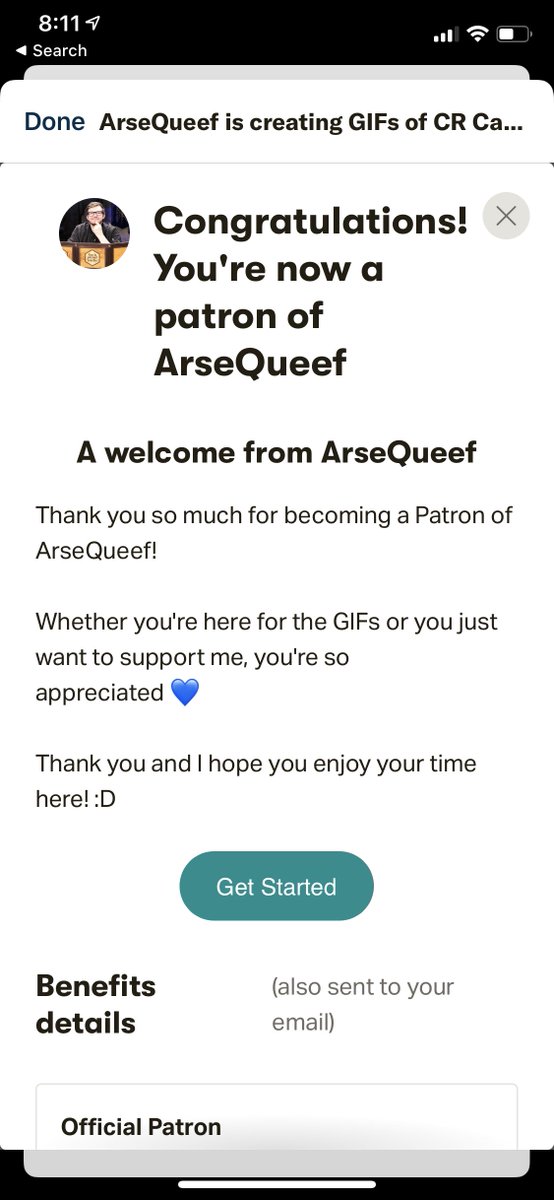 8:11
◀ Search
Done ArseQueef is creating GIFs of CR Ca...
Congratulations!
You're now a
patron of
ArseQueef
A welcome from ArseQueef
Thank you so much for becoming a Patron of
ArseQueef!
Whether you're here for the GIFs or you just
want to support me, you're so
appreciated 💙
Thank you and I hope you enjoy your time
here! :D
Get Started
Benefits
details
(also sent to your
email)
Official Patron